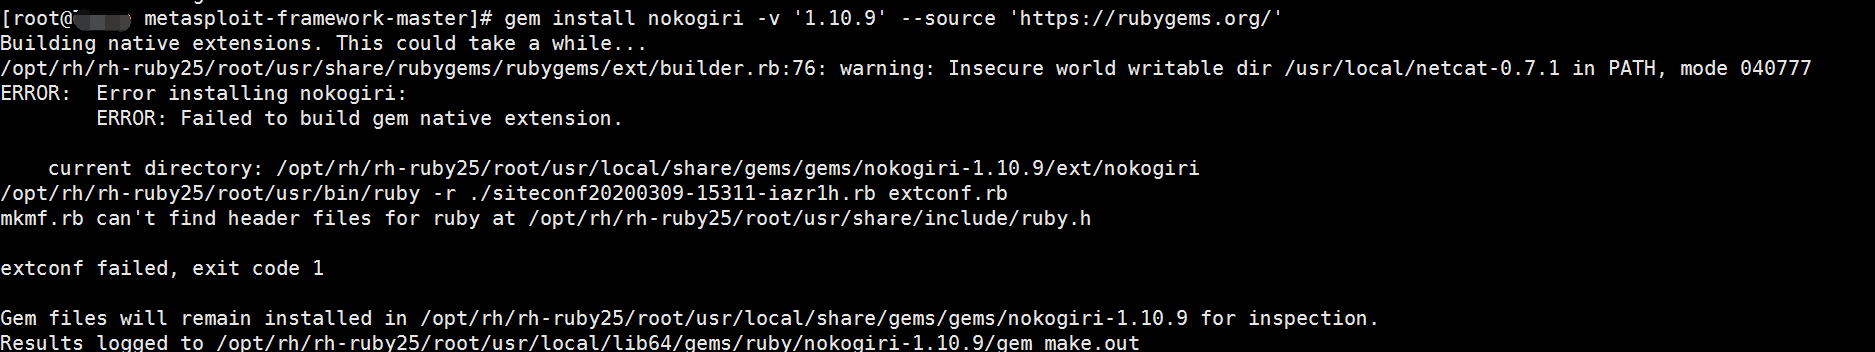 [root@ metasploit-framework-master]# gem install nokogiri -v '1.10.9' --source 'https://rubygems.org/'
Building native extensions. This could take a while...
/opt/rh/rh-ruby25/root/usr/share/rubygems/rubygems/ext/builder.rb:76: warning: Insecure world writable dir /usr/local/netcat-0.7.1 in PATH, mode 040777
ERROR:  Error installing nokogiri:
        ERROR: Failed to build gem native extension.
    current directory: /opt/rh/rh-ruby25/root/usr/local/share/gems/gems/nokogiri-1.10.9/ext/nokogiri
/opt/rh/rh-ruby25/root/usr/bin/ruby -r ./siteconf20200309-15311-iazr1h.rb extconf.rb
mkmf.rb can't find header files for ruby at /opt/rh/rh-ruby25/root/usr/share/include/ruby.h
extconf failed, exit code 1
Gem files will remain installed in /opt/rh/rh-ruby25/root/usr/local/share/gems/gems/nokogiri-1.10.9 for inspection.
Results logged to /opt/rh/rh-ruby25/root/usr/local/lib64/gems/ruby/nokogiri-1.10.9/gem_make.out